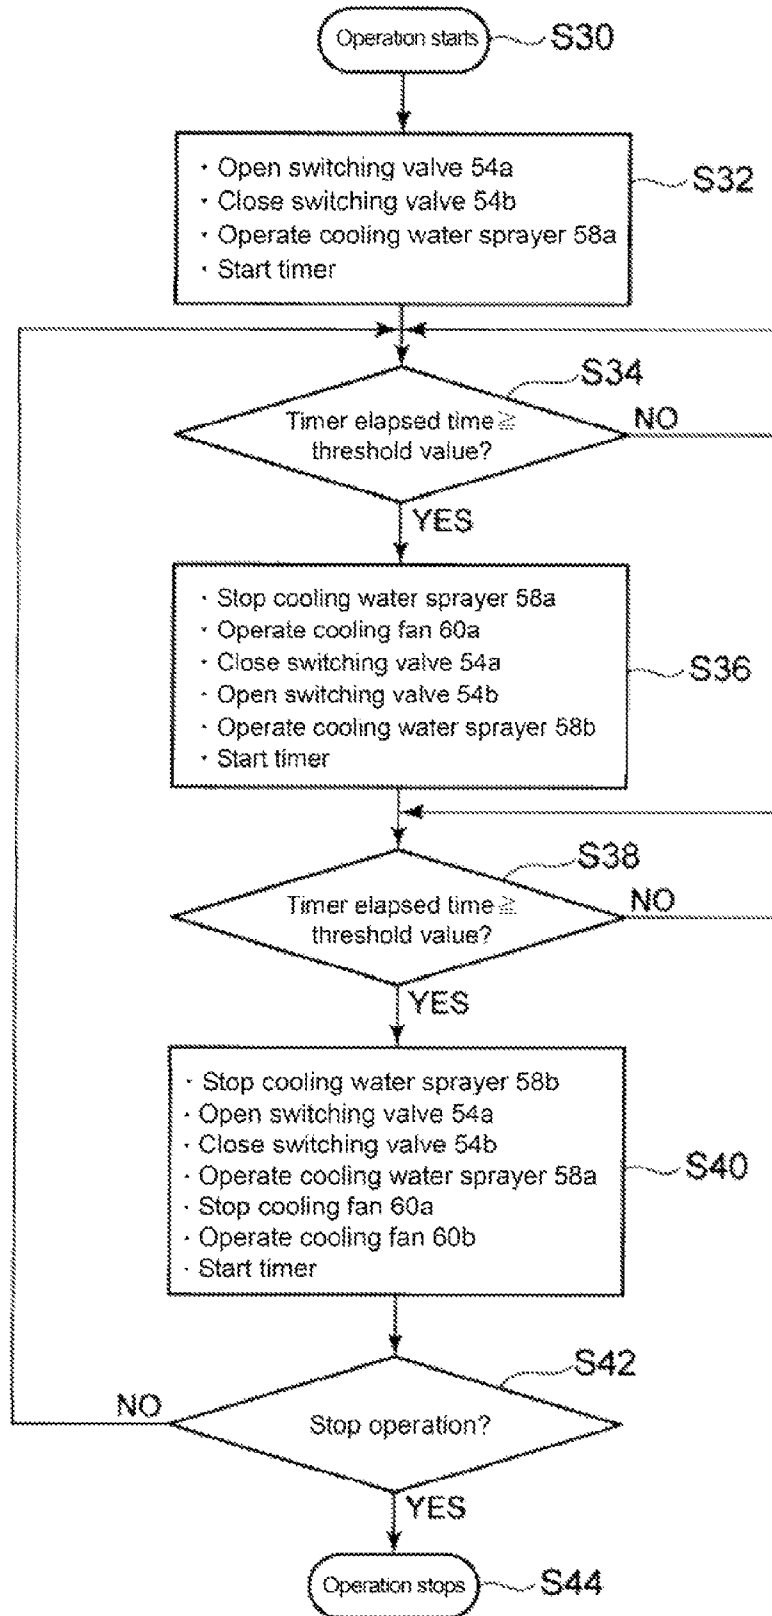 Operation starts
S30
· Open switching valve 54a
· Close switching valve 54b
· Operate cooling water sprayer 58a
· Start timer
S32
S34
Timer elapsed time ≧
threshold value?
NO
YES
· Stop cooling water sprayer 58a
· Operate cooling fan 60a
· Close switching valve 54a
· Open switching valve 54b
· Operate cooling water sprayer 58b
· Start timer
S36
S38
Timer elapsed time ≧
threshold value?
NO
YES
· Stop cooling water sprayer 58b
· Open switching valve 54a
· Close switching valve 54b
· Operate cooling water sprayer 58a
· Stop cooling fan 60a
· Operate cooling fan 60b
· Start timer
S40
S42
NO
Stop operation?
YES
Operation stops
S44